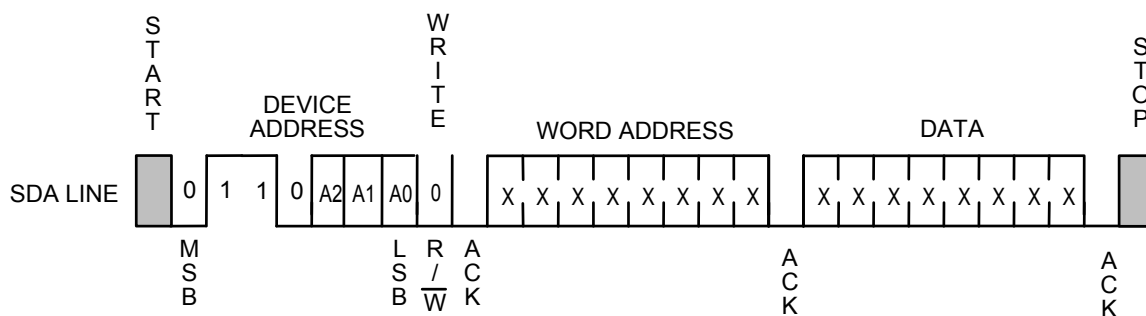 START
WRITE
STOP
DEVICE
ADDRESS
WORD ADDRESS
DATA
SDA LINE
0 1 1 0 A2 A1 A0 0 X X X X X X X X X X X X X X X X
MSB
LSB
R/W
ACK
ACK
ACK